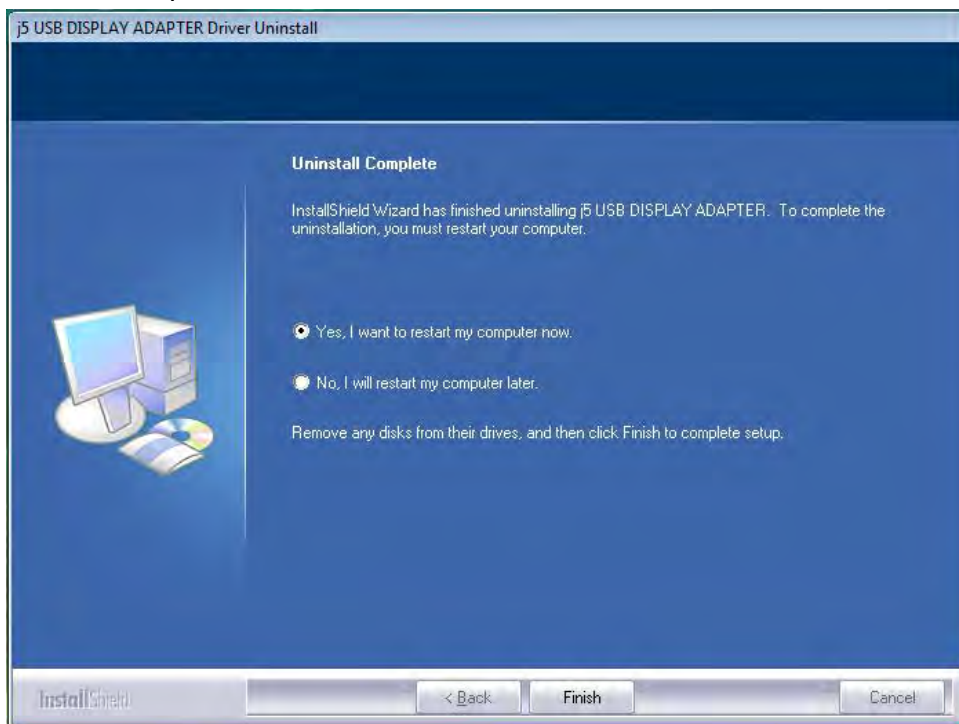 j5 USB DISPLAY ADAPTER Driver Uninstall
Uninstall Complete
InstallShield Wizard has finished uninstalling j5 USB DISPLAY ADAPTER. To complete the
uninstallation, you must restart your computer.
Yes, I want to restart my computer now.
No, I will restart my computer later.
Remove any disks from their drives, and then click Finish to complete setup.
InstallShield
< Back
Finish
Cancel